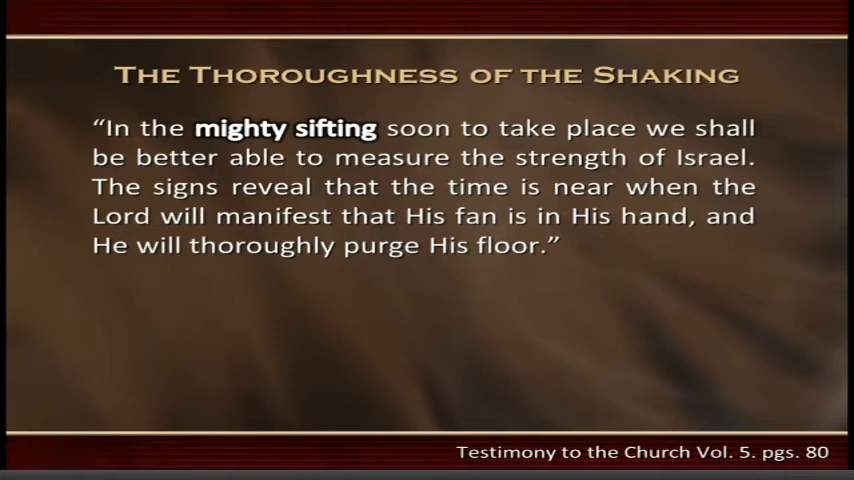 The Thoroughness of the Shaking
“In the mighty sifting soon to take place we shall
be better able to measure the strength of Israel.
The signs reveal that the time is near when the
Lord will manifest that His fan is in His hand, and
He will thoroughly purge His floor.”
Testimony to the Church Vol. 5. pgs. 80